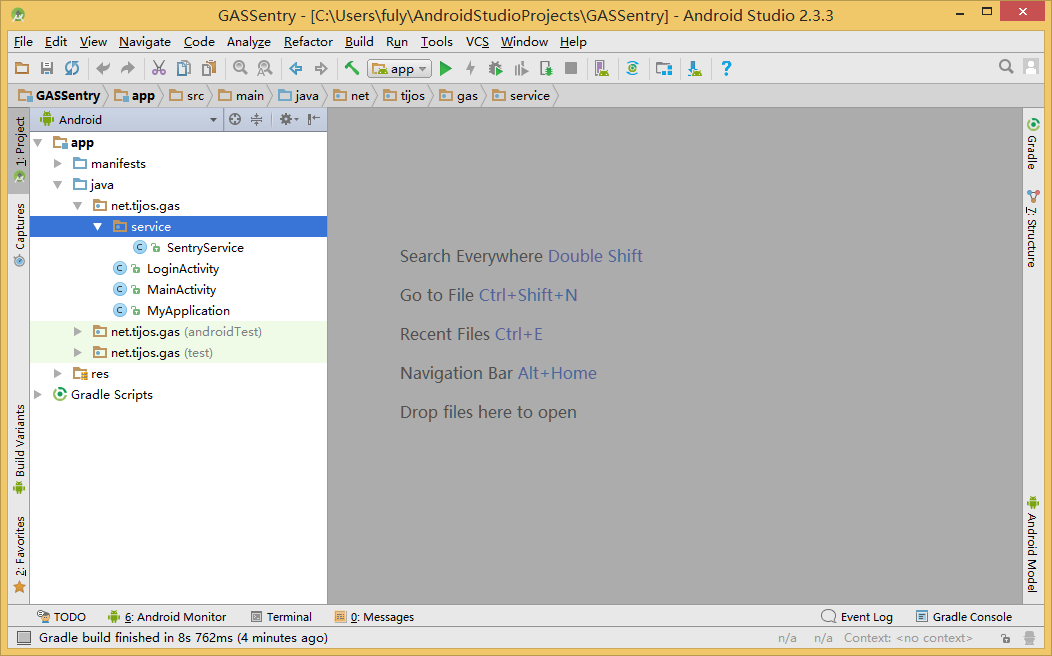 GASSentry - [C:\Users\fuly\AndroidStudioProjects\GASSentry] - Android Studio 2.3.3
File Edit View Navigate Code Analyze Refactor Build Run Tools VCS Window Help
app
GASSentry app src main java net tijos gas service
1: Project
Captures
Build Variants
2: Favorites
Android
app
manifests
java
net.tijos.gas
service
SentryService
LoginActivity
MainActivity
MyApplication
net.tijos.gas (androidTest)
net.tijos.gas (test)
res
Gradle Scripts
Search Everywhere Double Shift
Go to File Ctrl+Shift+N
Recent Files Ctrl+E
Navigation Bar Alt+Home
Drop files here to open
Gradle
7: Structure
Android Model
TODO 6: Android Monitor Terminal 0: Messages Event Log Gradle Console
Gradle build finished in 8s 762ms (4 minutes ago) n/a n/a Context: <no context>